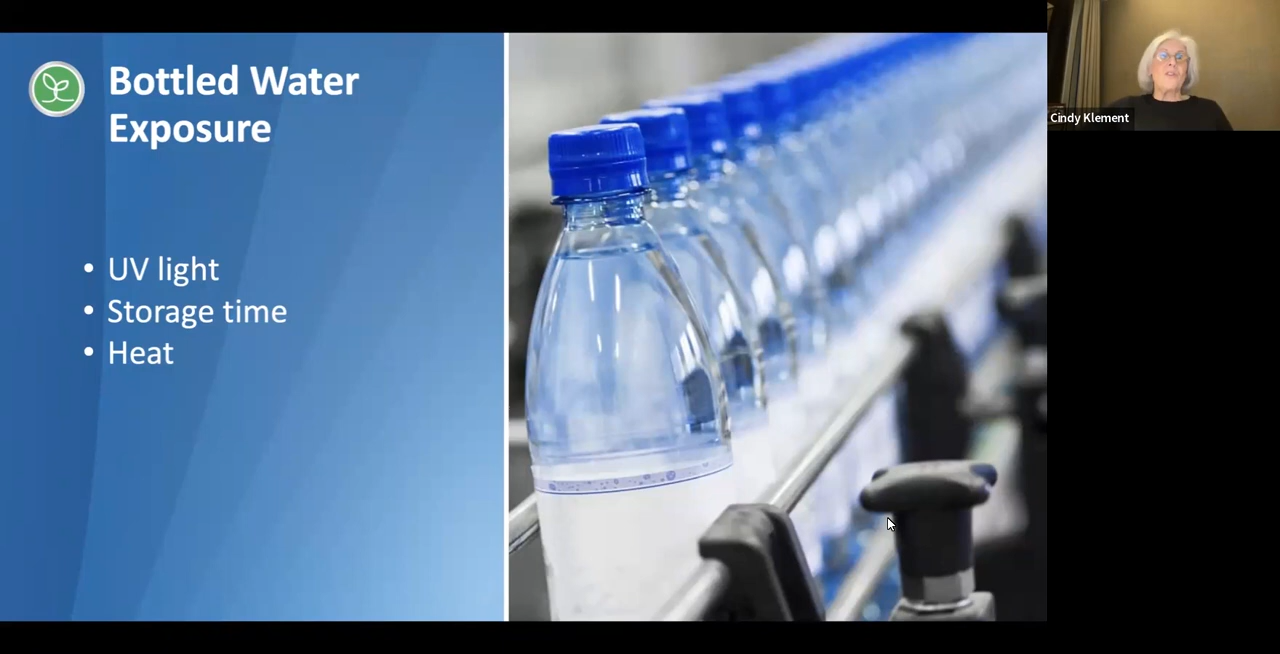 Bottled Water
Exposure
• UV light
• Storage time
• Heat
Cindy Klement